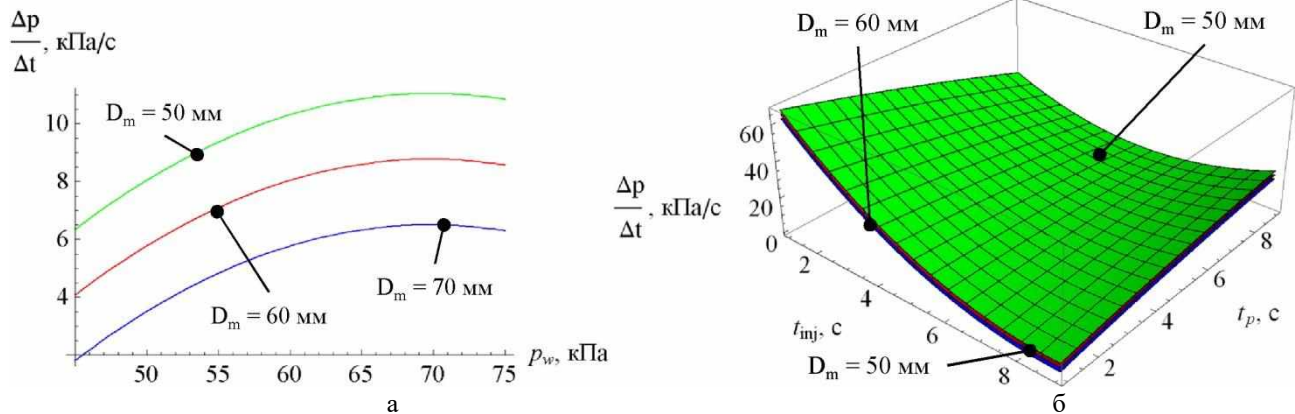 Δp
Δt
, кПа/с
10
8
6
4
50
55
60
65
70
75
p_w, кПа
D_m = 50 мм
D_m = 60 мм
D_m = 70 мм
а
D_m = 60 мм
D_m = 50 мм
60
40
20
0
Δp
Δt
, кПа/с
2
4
6
8
t_inj, с
2
4
6
8
t_p, с
D_m = 50 мм
б